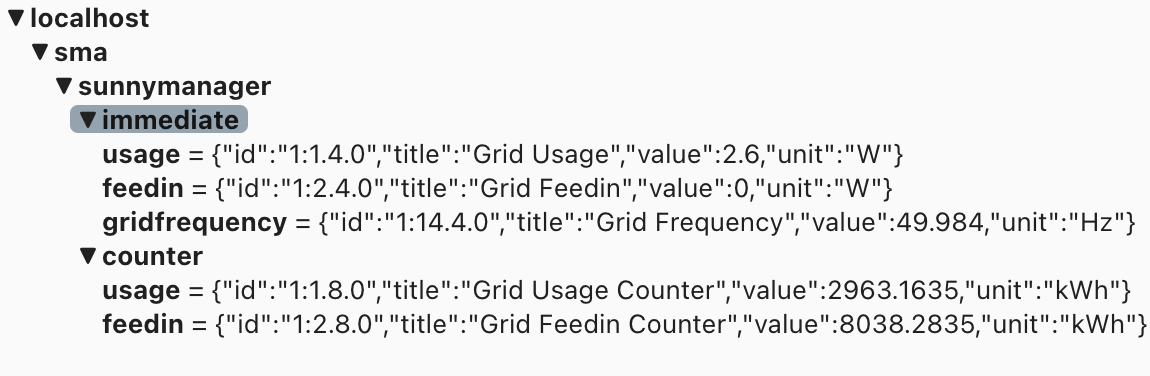 ▼ localhost
▼ sma
▼ sunnymanager
▼ immediate
usage = {"id":"1:1.4.0","title":"Grid Usage","value":2.6,"unit":"W"}
feedin = {"id":"1:2.4.0","title":"Grid Feedin","value":0,"unit":"W"}
gridfrequency = {"id":"1:14.4.0","title":"Grid Frequency","value":49.984,"unit":"Hz"}
▼ counter
usage = {"id":"1:1.8.0","title":"Grid Usage Counter","value":2963.1635,"unit":"kWh"}
feedin = {"id":"1:2.8.0","title":"Grid Feedin Counter","value":8038.2835,"unit":"kWh"}